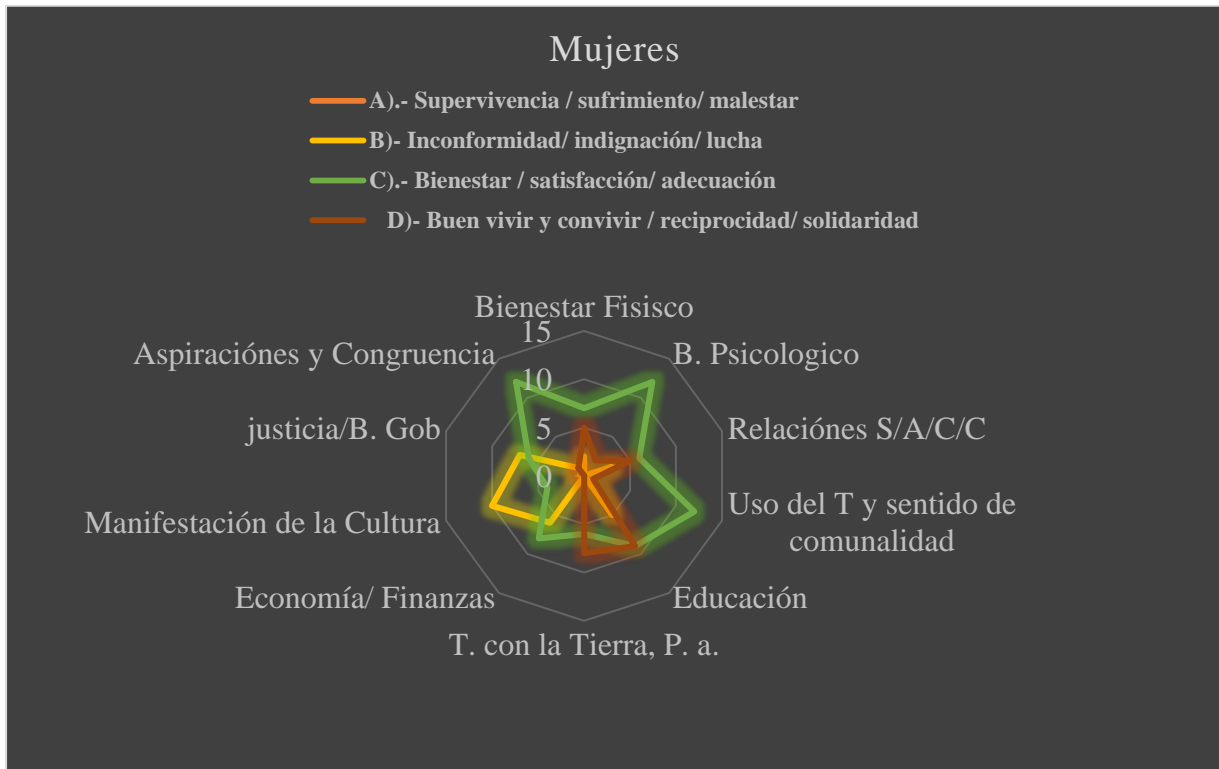 Mujeres
A).- Supervivencia / sufrimiento/ malestar
B)- Inconformidad/ indignación/ lucha
C).- Bienestar / satisfacción/ adecuación
D)- Buen vivir y convivir / reciprocidad/ solidaridad
Bienestar Fisisco
15
Aspiraciónes y Congruencia
B. Psicologico
10
justicia/B. Gob
5
Relaciónes S/A/C/C
0
Manifestación de la Cultura
Uso del T y sentido de
comunalidad
Economía/ Finanzas
Educación
T. con la Tierra, P. a.